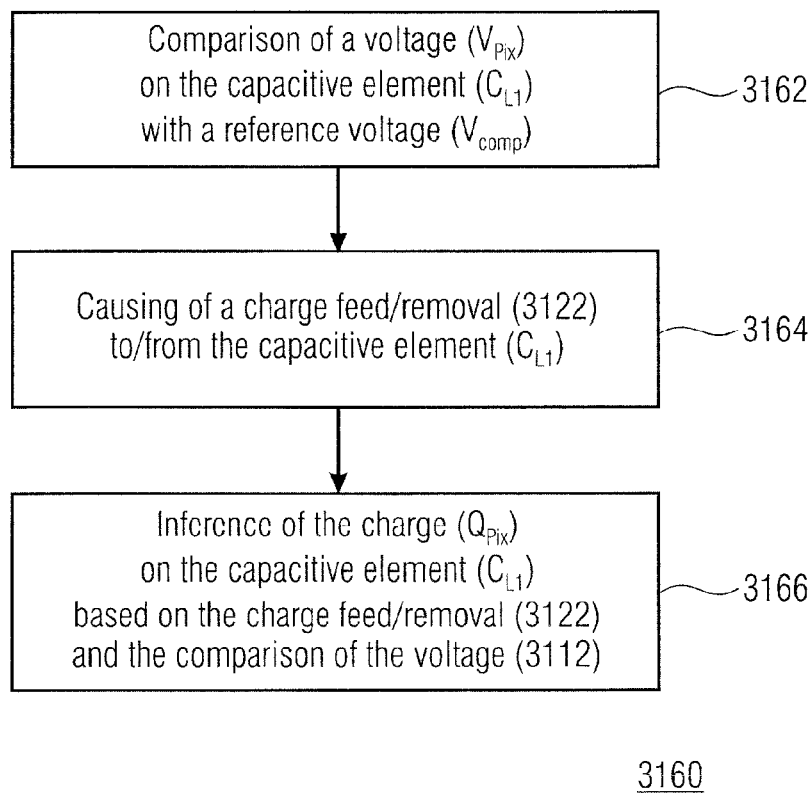 Comparison of a voltage (V_Pix)
on the capacitive element (C_L1)
with a reference voltage (V_comp)
3162
Causing of a charge feed/removal (3122)
to/from the capacitive element (C_L1)
3164
Inference of the charge (Q_Pix)
on the capacitive element (C_L1)
based on the charge feed/removal (3122)
and the comparison of the voltage (3112)
3166
3160